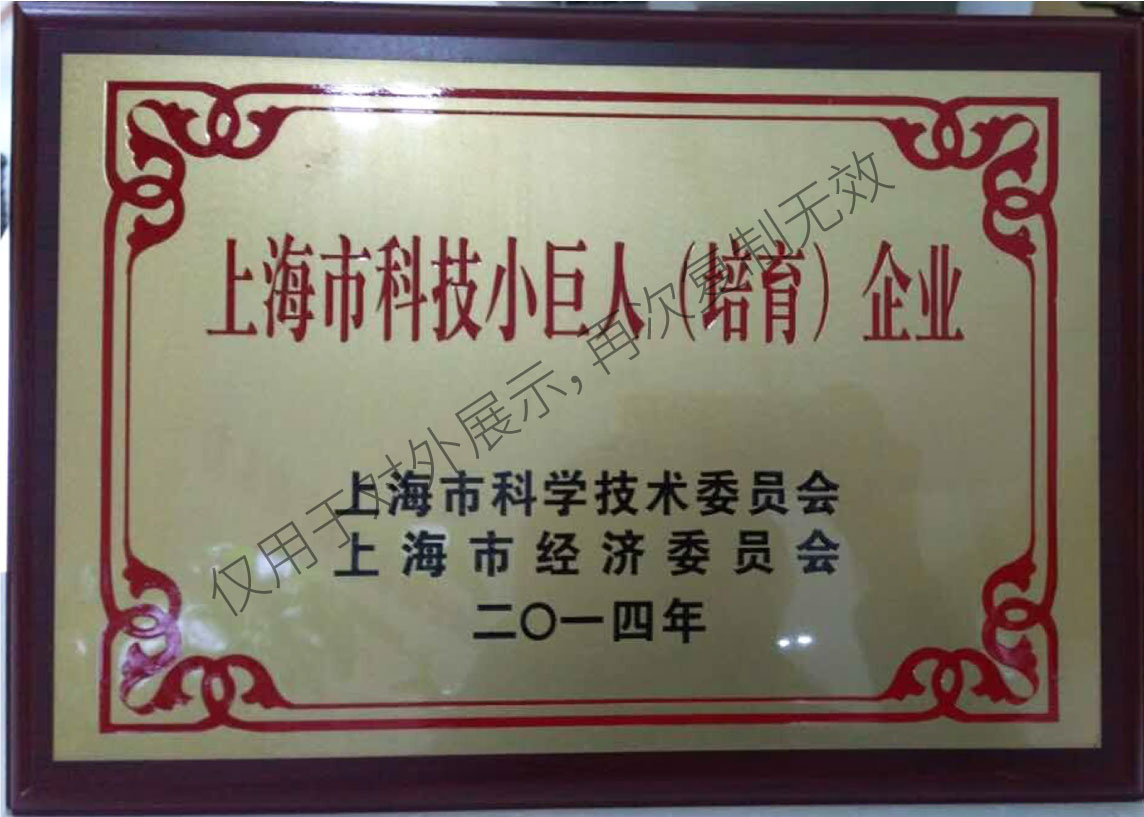 上海市科技小巨人（培育）企业
上海市科学技术委员会
上海市经济委员会
二〇一四年
仅用于对外展示,再次复制无效